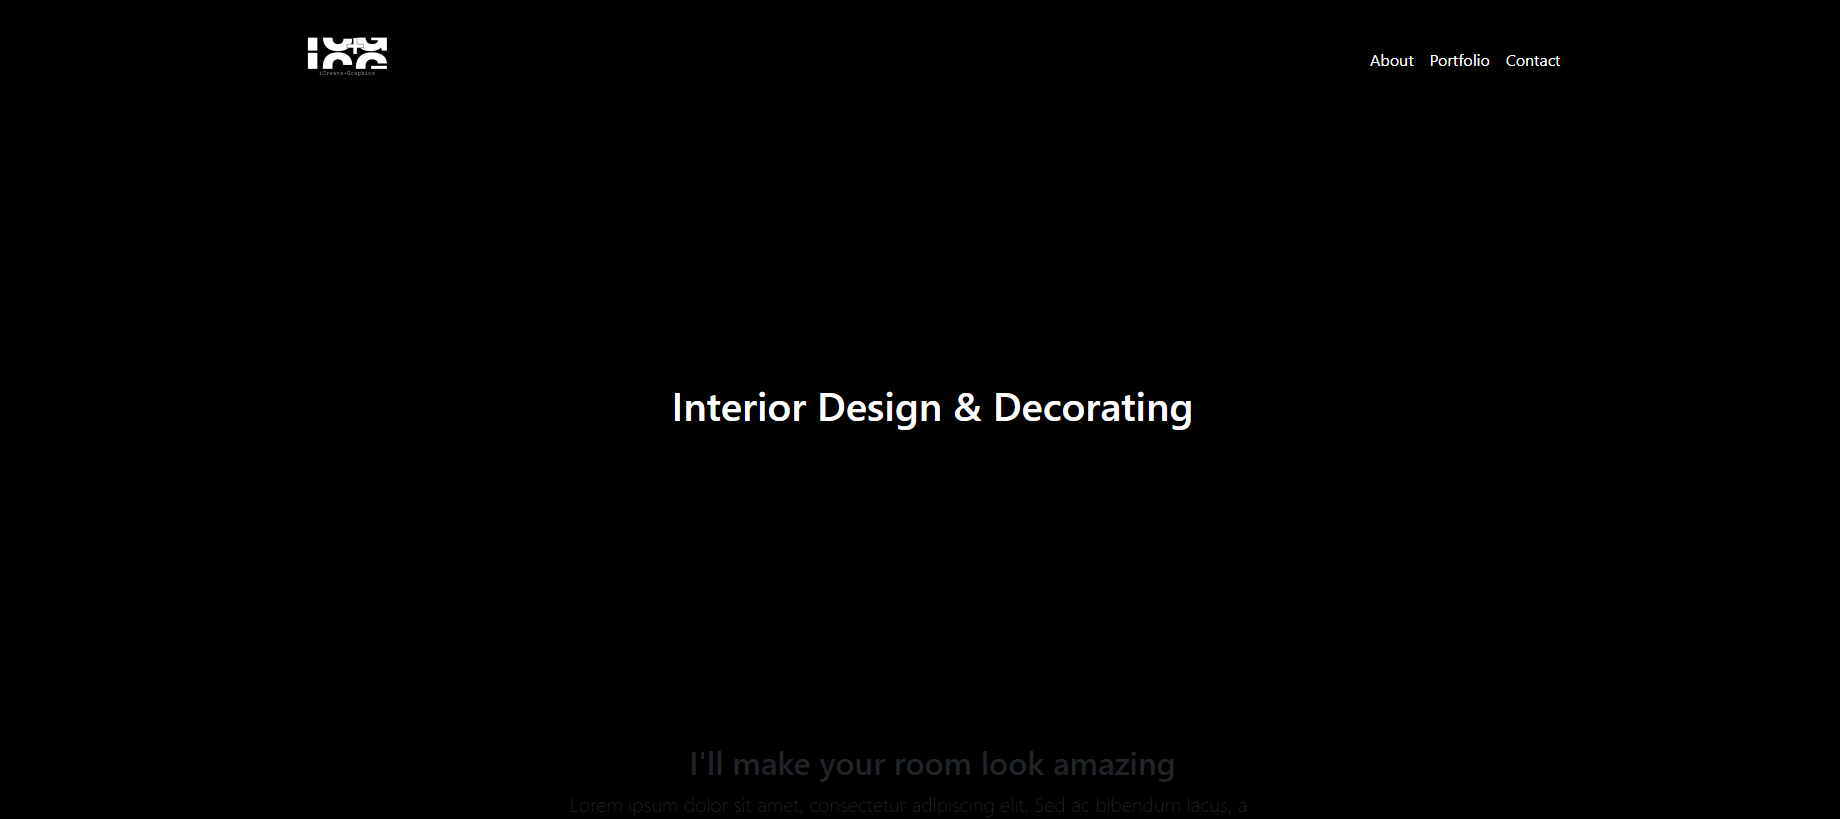 iCreate+Graphics
About Portfolio Contact
Interior Design & Decorating
I'll make your room look amazing
Lorem ipsum dolor sit amet, consectetur adipiscing elit. Sed ac bibendum lacus, a